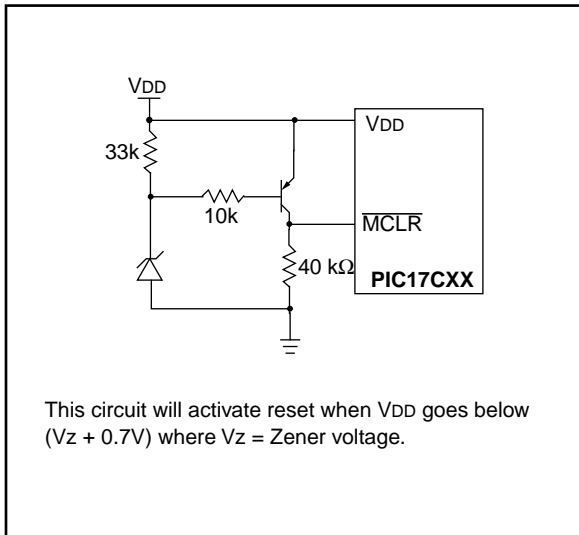 VDD
VDD
33k
10k
MCLR
40 kΩ
PIC17CXX
This circuit will activate reset when VDD goes below
(Vz + 0.7V) where Vz = Zener voltage.